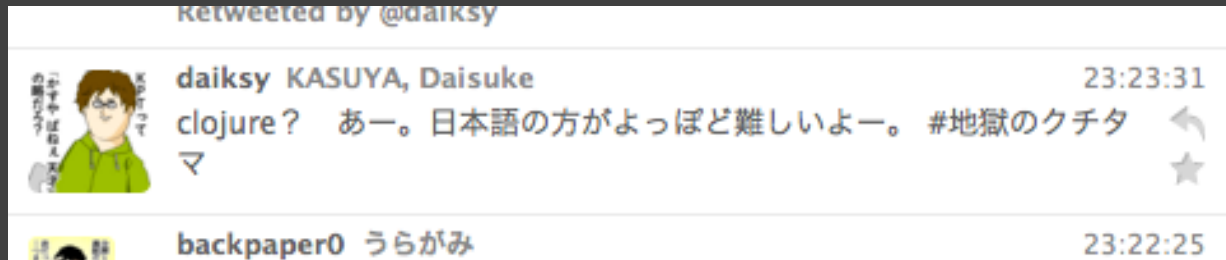 Retweeted by @daiksy
daiksy KASUYA, Daisuke 23:23:31
clojure？　あー。日本語の方がよっぽど難しいよー。 #地獄のクチタ
マ
backpaper0 うらがみ 23:22:25